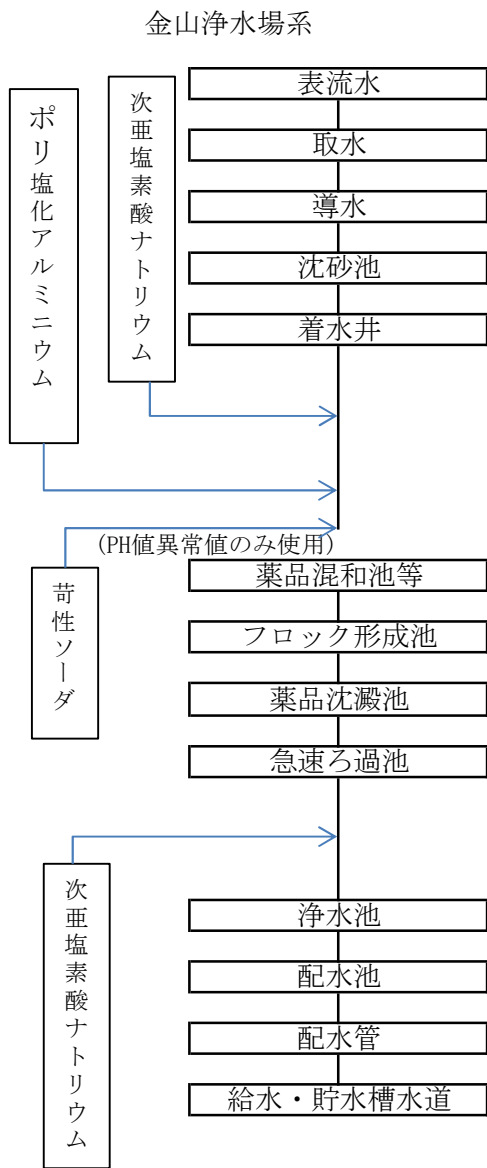 金山浄水場系
ポリ塩化アルミニウム
次亜塩素酸ナトリウム
表流水
取水
導水
沈砂池
着水井
(PH値異常値のみ使用)
苛性ソーダ
薬品混和池等
フロック形成池
薬品沈澱池
急速ろ過池
次亜塩素酸ナトリウム
浄水池
配水池
配水管
給水・貯水槽水道